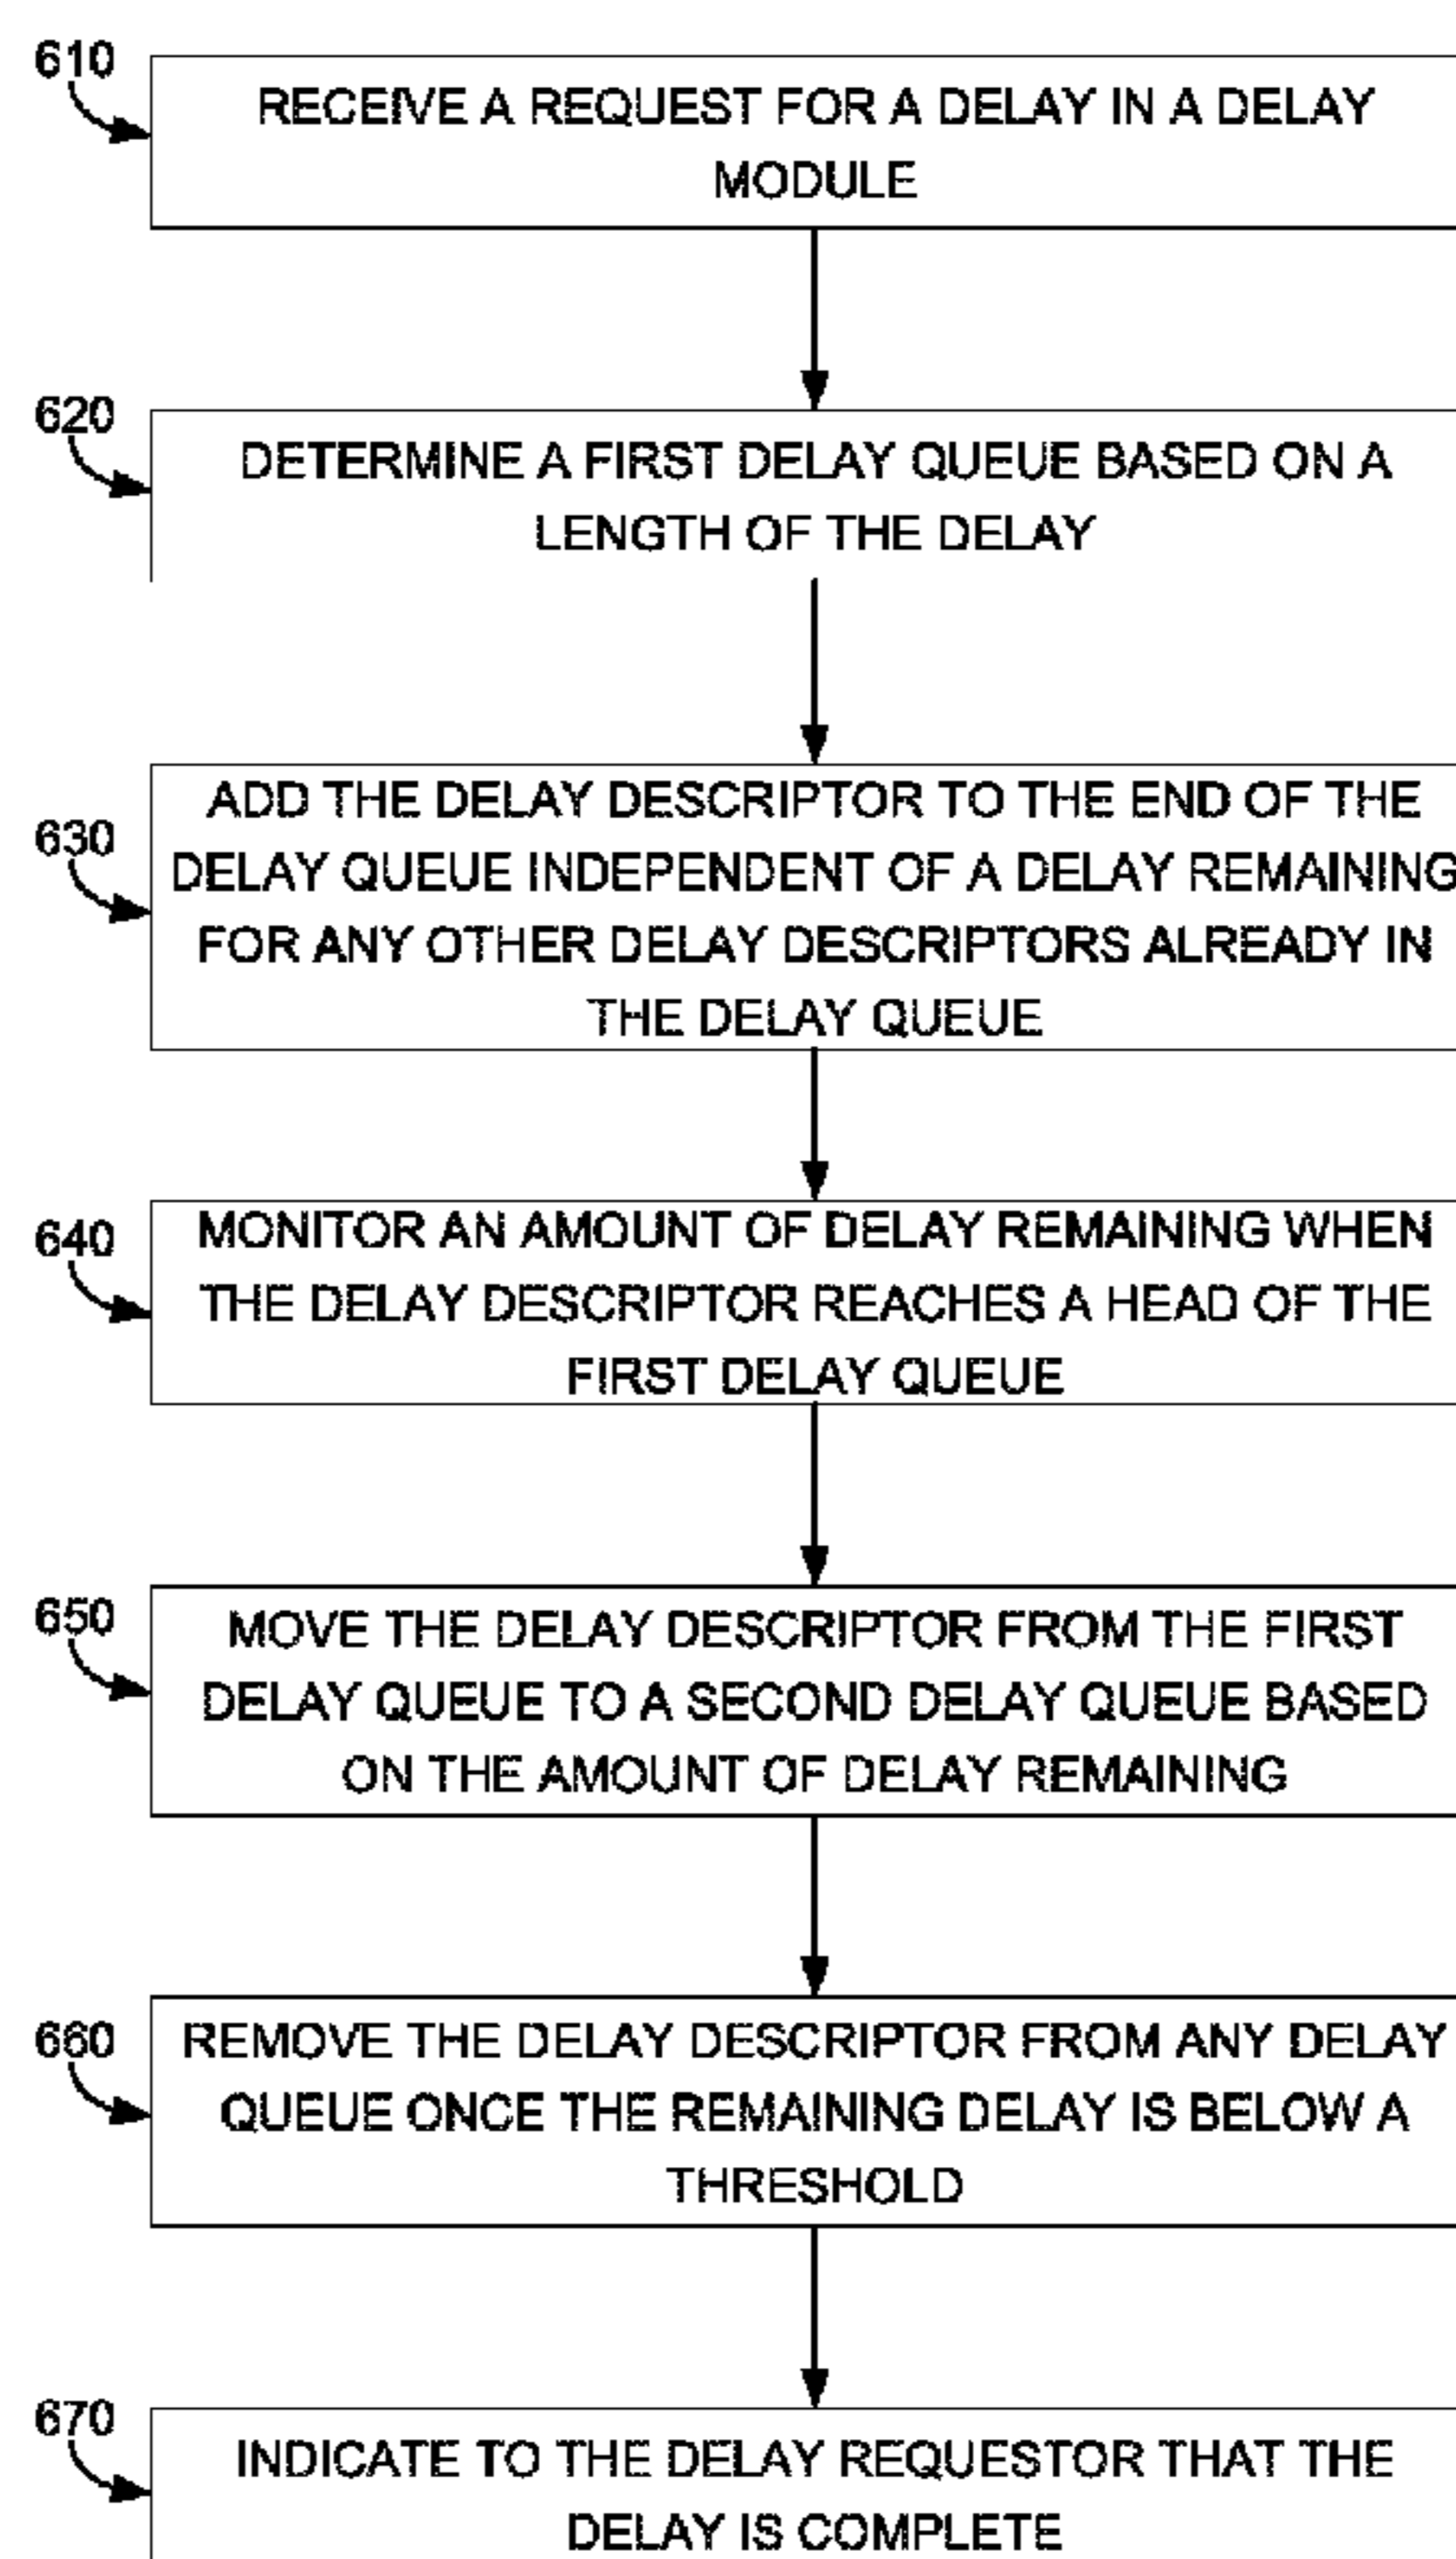 610
RECEIVE A REQUEST FOR A DELAY IN A DELAY
MODULE
620
DETERMINE A FIRST DELAY QUEUE BASED ON A
LENGTH OF THE DELAY
630
ADD THE DELAY DESCRIPTOR TO THE END OF THE
DELAY QUEUE INDEPENDENT OF A DELAY REMAINING
FOR ANY OTHER DELAY DESCRIPTORS ALREADY IN
THE DELAY QUEUE
640
MONITOR AN AMOUNT OF DELAY REMAINING WHEN
THE DELAY DESCRIPTOR REACHES A HEAD OF THE
FIRST DELAY QUEUE
650
MOVE THE DELAY DESCRIPTOR FROM THE FIRST
DELAY QUEUE TO A SECOND DELAY QUEUE BASED
ON THE AMOUNT OF DELAY REMAINING
660
REMOVE THE DELAY DESCRIPTOR FROM ANY DELAY
QUEUE ONCE THE REMAINING DELAY IS BELOW A
THRESHOLD
670
INDICATE TO THE DELAY REQUESTOR THAT THE
DELAY IS COMPLETE